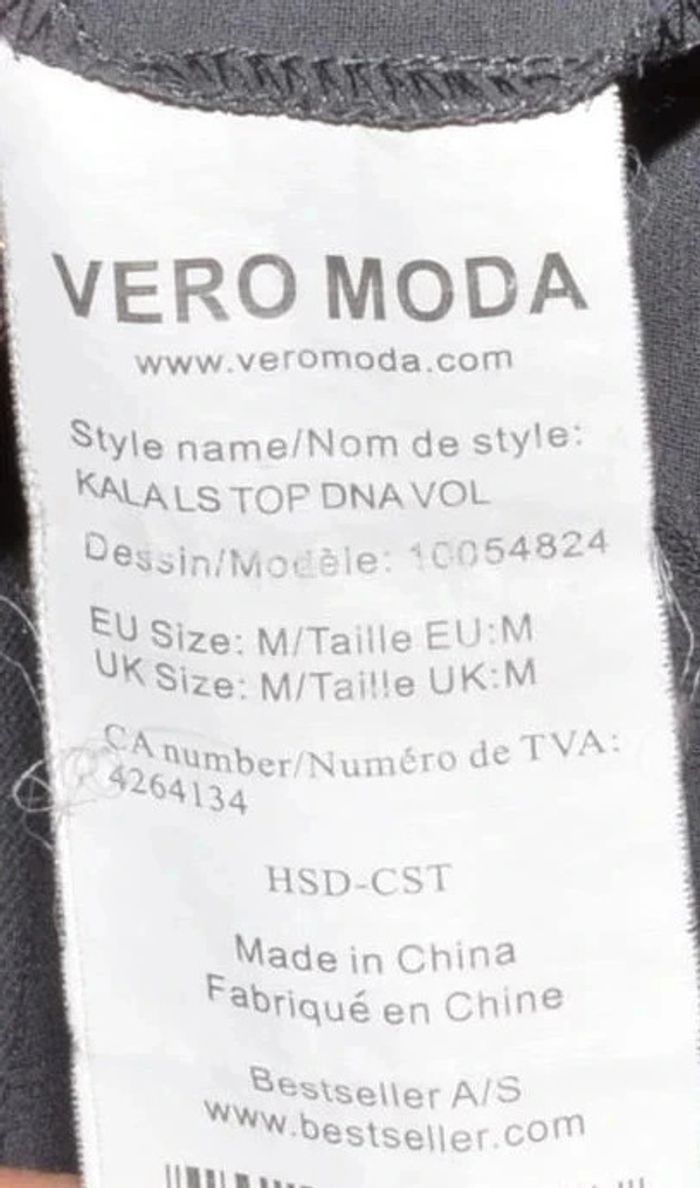 VERO MODA
www.veromoda.com
Style name/Nom de style:
KALA LS TOP DNA VOL
Dessin/Modèle: 10054824
EU Size: M/Taille EU:M
UK Size: M/Taille UK:M
CA number/Numéro de TVA:
4264134
HSD-CST
Made in China
Fabriqué en Chine
Bestseller A/S
www.bestseller.com